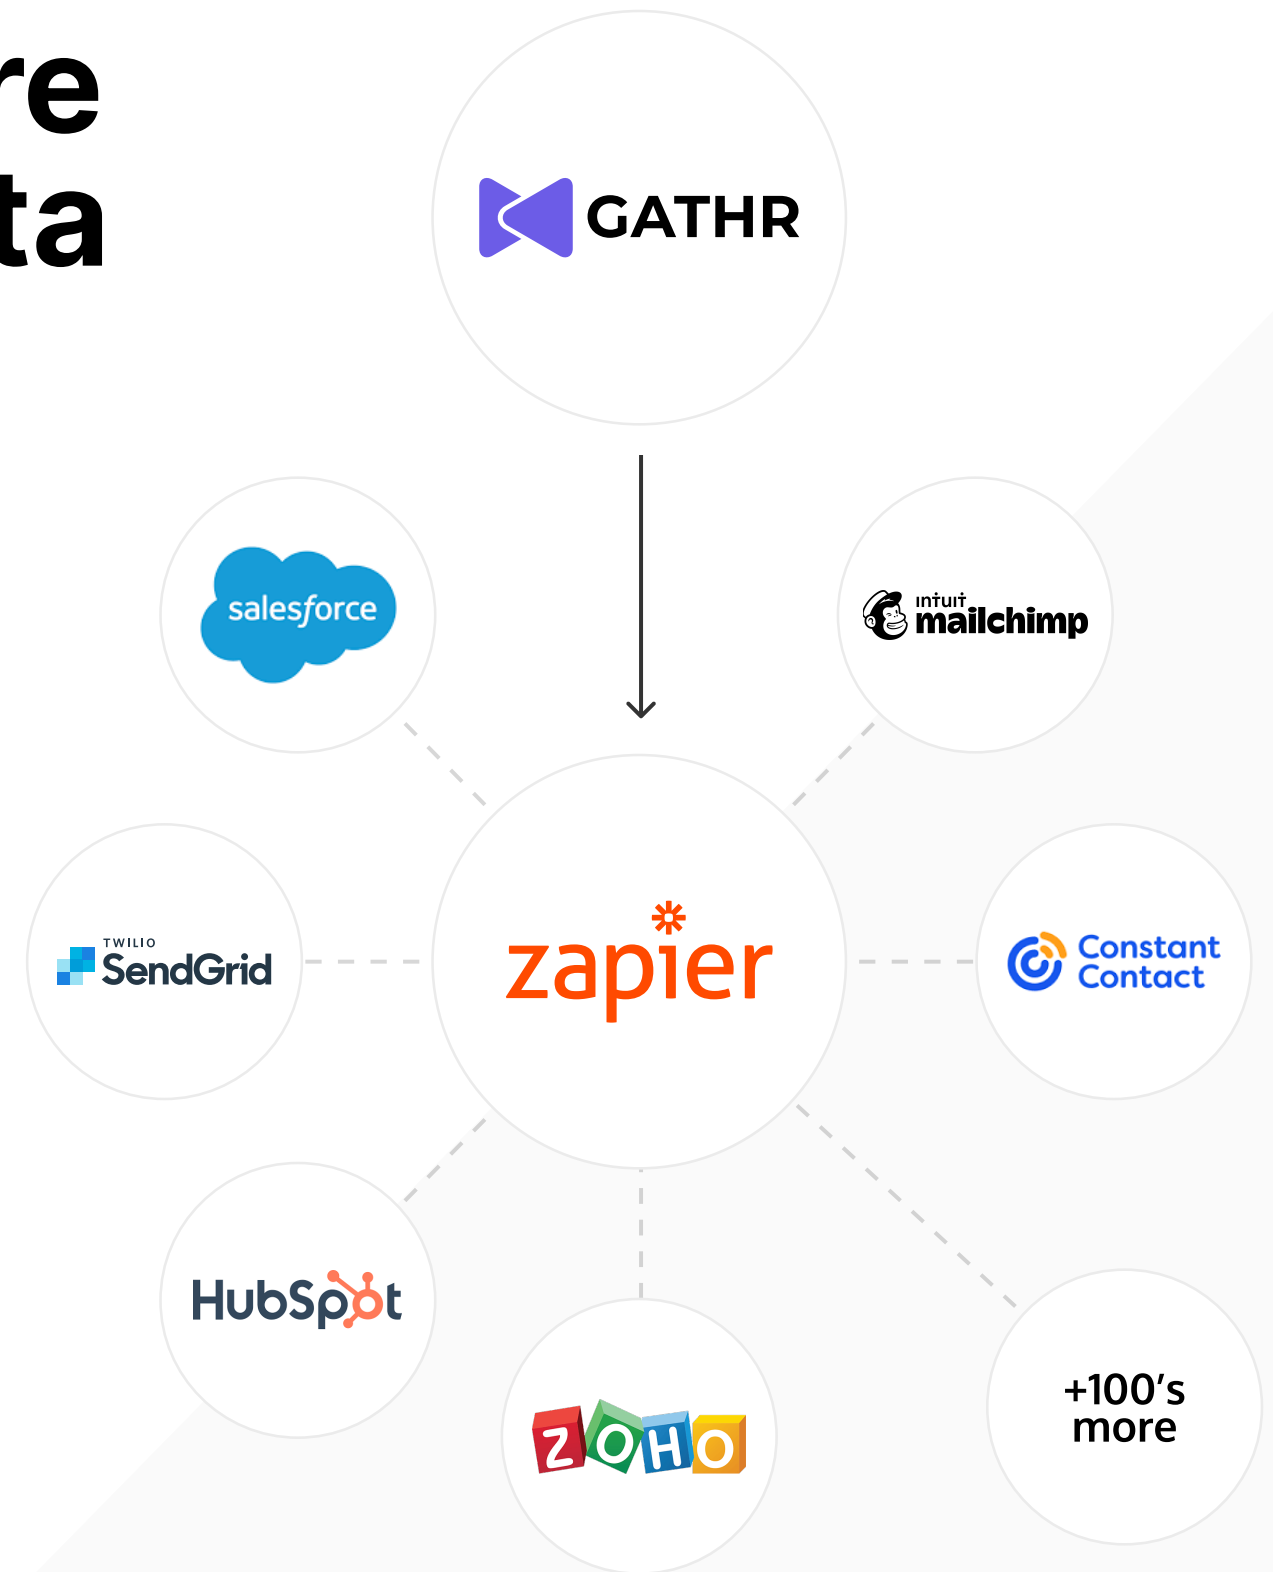 re
ta
GATHR
salesforce
intuit
mailchimp
TWILIO
SendGrid
zapier
Constant
Contact
HubSpot
ZOHO
+100's
more